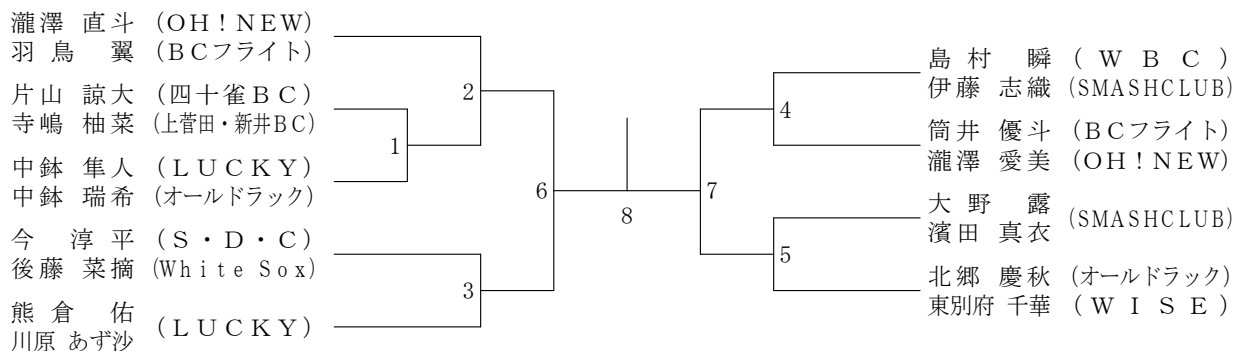 瀧澤 直斗 (OH!NEW)
羽鳥 翼 (BCフライト)
片山 諒大 (四十雀BC)
寺嶋 柚菜 (上菅田・新井BC)
中鉢 隼人 (LUCKY)
中鉢 瑞希 (オールドラック)
今 淳平 (S・D・C)
後藤 菜摘 (White Sox)
熊倉 佑
川原 あず沙
(LUCKY)
1
2
3
6
8
7
4
5
島村 瞬 (WBC)
伊藤 志織 (SMASHCLUB)
筒井 優斗 (BCフライト)
瀧澤 愛美 (OH!NEW)
大野 露
濱田 真衣
(SMASHCLUB)
北郷 慶秋 (オールドラック)
東別府 千華 (WISE)